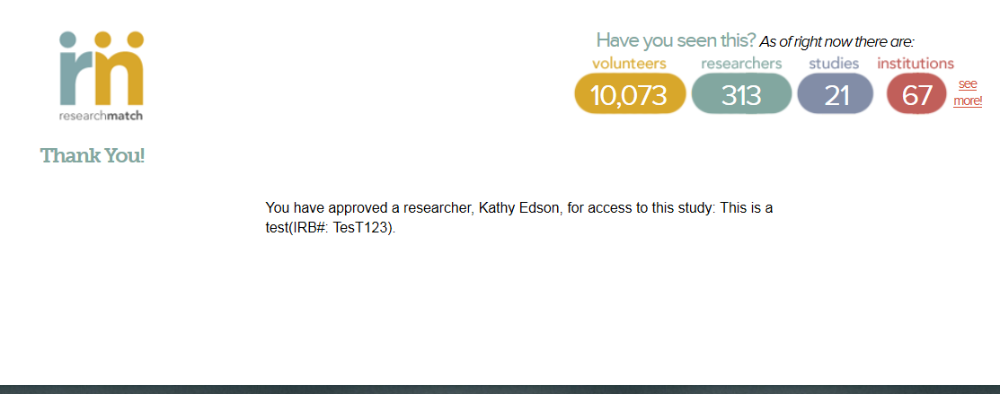 rm
researchmatch
Have you seen this? As of right now there are:
volunteers researchers studies institutions
10,073 313 21 67 see
more!
Thank You!
You have approved a researcher, Kathy Edson, for access to this study: This is a
test(IRB#: TesT123).